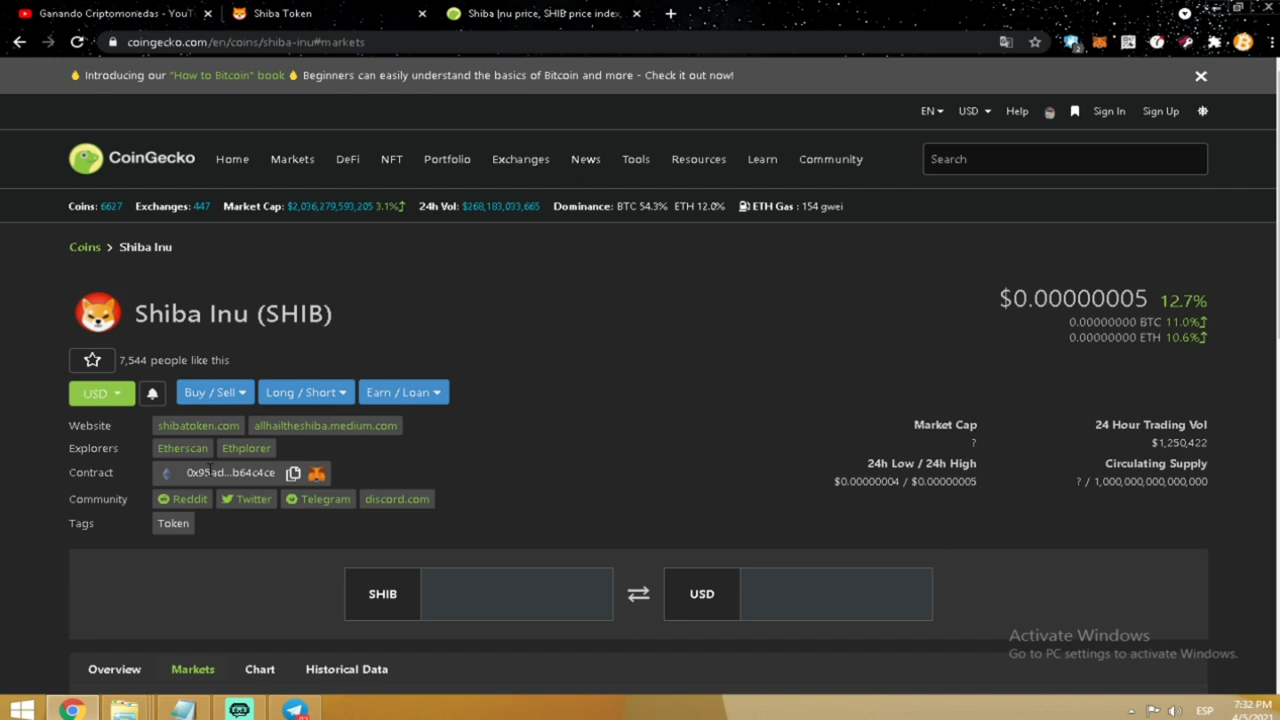 Ganando Criptomonedas - YouT
Shiba Token
Shiba Inu price, SHIB price index,
coingecko.com/en/coins/shiba-inu#markets
Introducing our "How to Bitcoin" book Beginners can easily understand the basics of Bitcoin and more - Check it out now!
EN USD Help Sign In Sign Up
CoinGecko Home Markets DeFi NFT Portfolio Exchanges News Tools Resources Learn Community Search
Coins: 6627 Exchanges: 447 Market Cap: $2,036,279,593,205 3.1% 24h Vol: $268,183,033,665 Dominance: BTC 54.3% ETH 12.0% ETH Gas : 154 gwei
Coins > Shiba Inu
Shiba Inu (SHIB)
$0.00000005 12.7%
0.00000000 BTC 11.0%
0.00000000 ETH 10.6%
7,544 people like this
USD Buy / Sell Long / Short Earn / Loan
Website shibatoken.com allhailtheshiba.medium.com
Explorers Etherscan Ethplorer
Contract 0x95ad...b64c4ce
Community Reddit Twitter Telegram discord.com
Tags Token
Market Cap
?
24 Hour Trading Vol
$1,250,422
24h Low / 24h High
$0.00000004 / $0.00000005
Circulating Supply
? / 1,000,000,000,000,000
SHIB
USD
Activate Windows
Go to PC settings to activate Windows.
Overview Markets Chart Historical Data
ESP
7:32 PM
4/5/2021